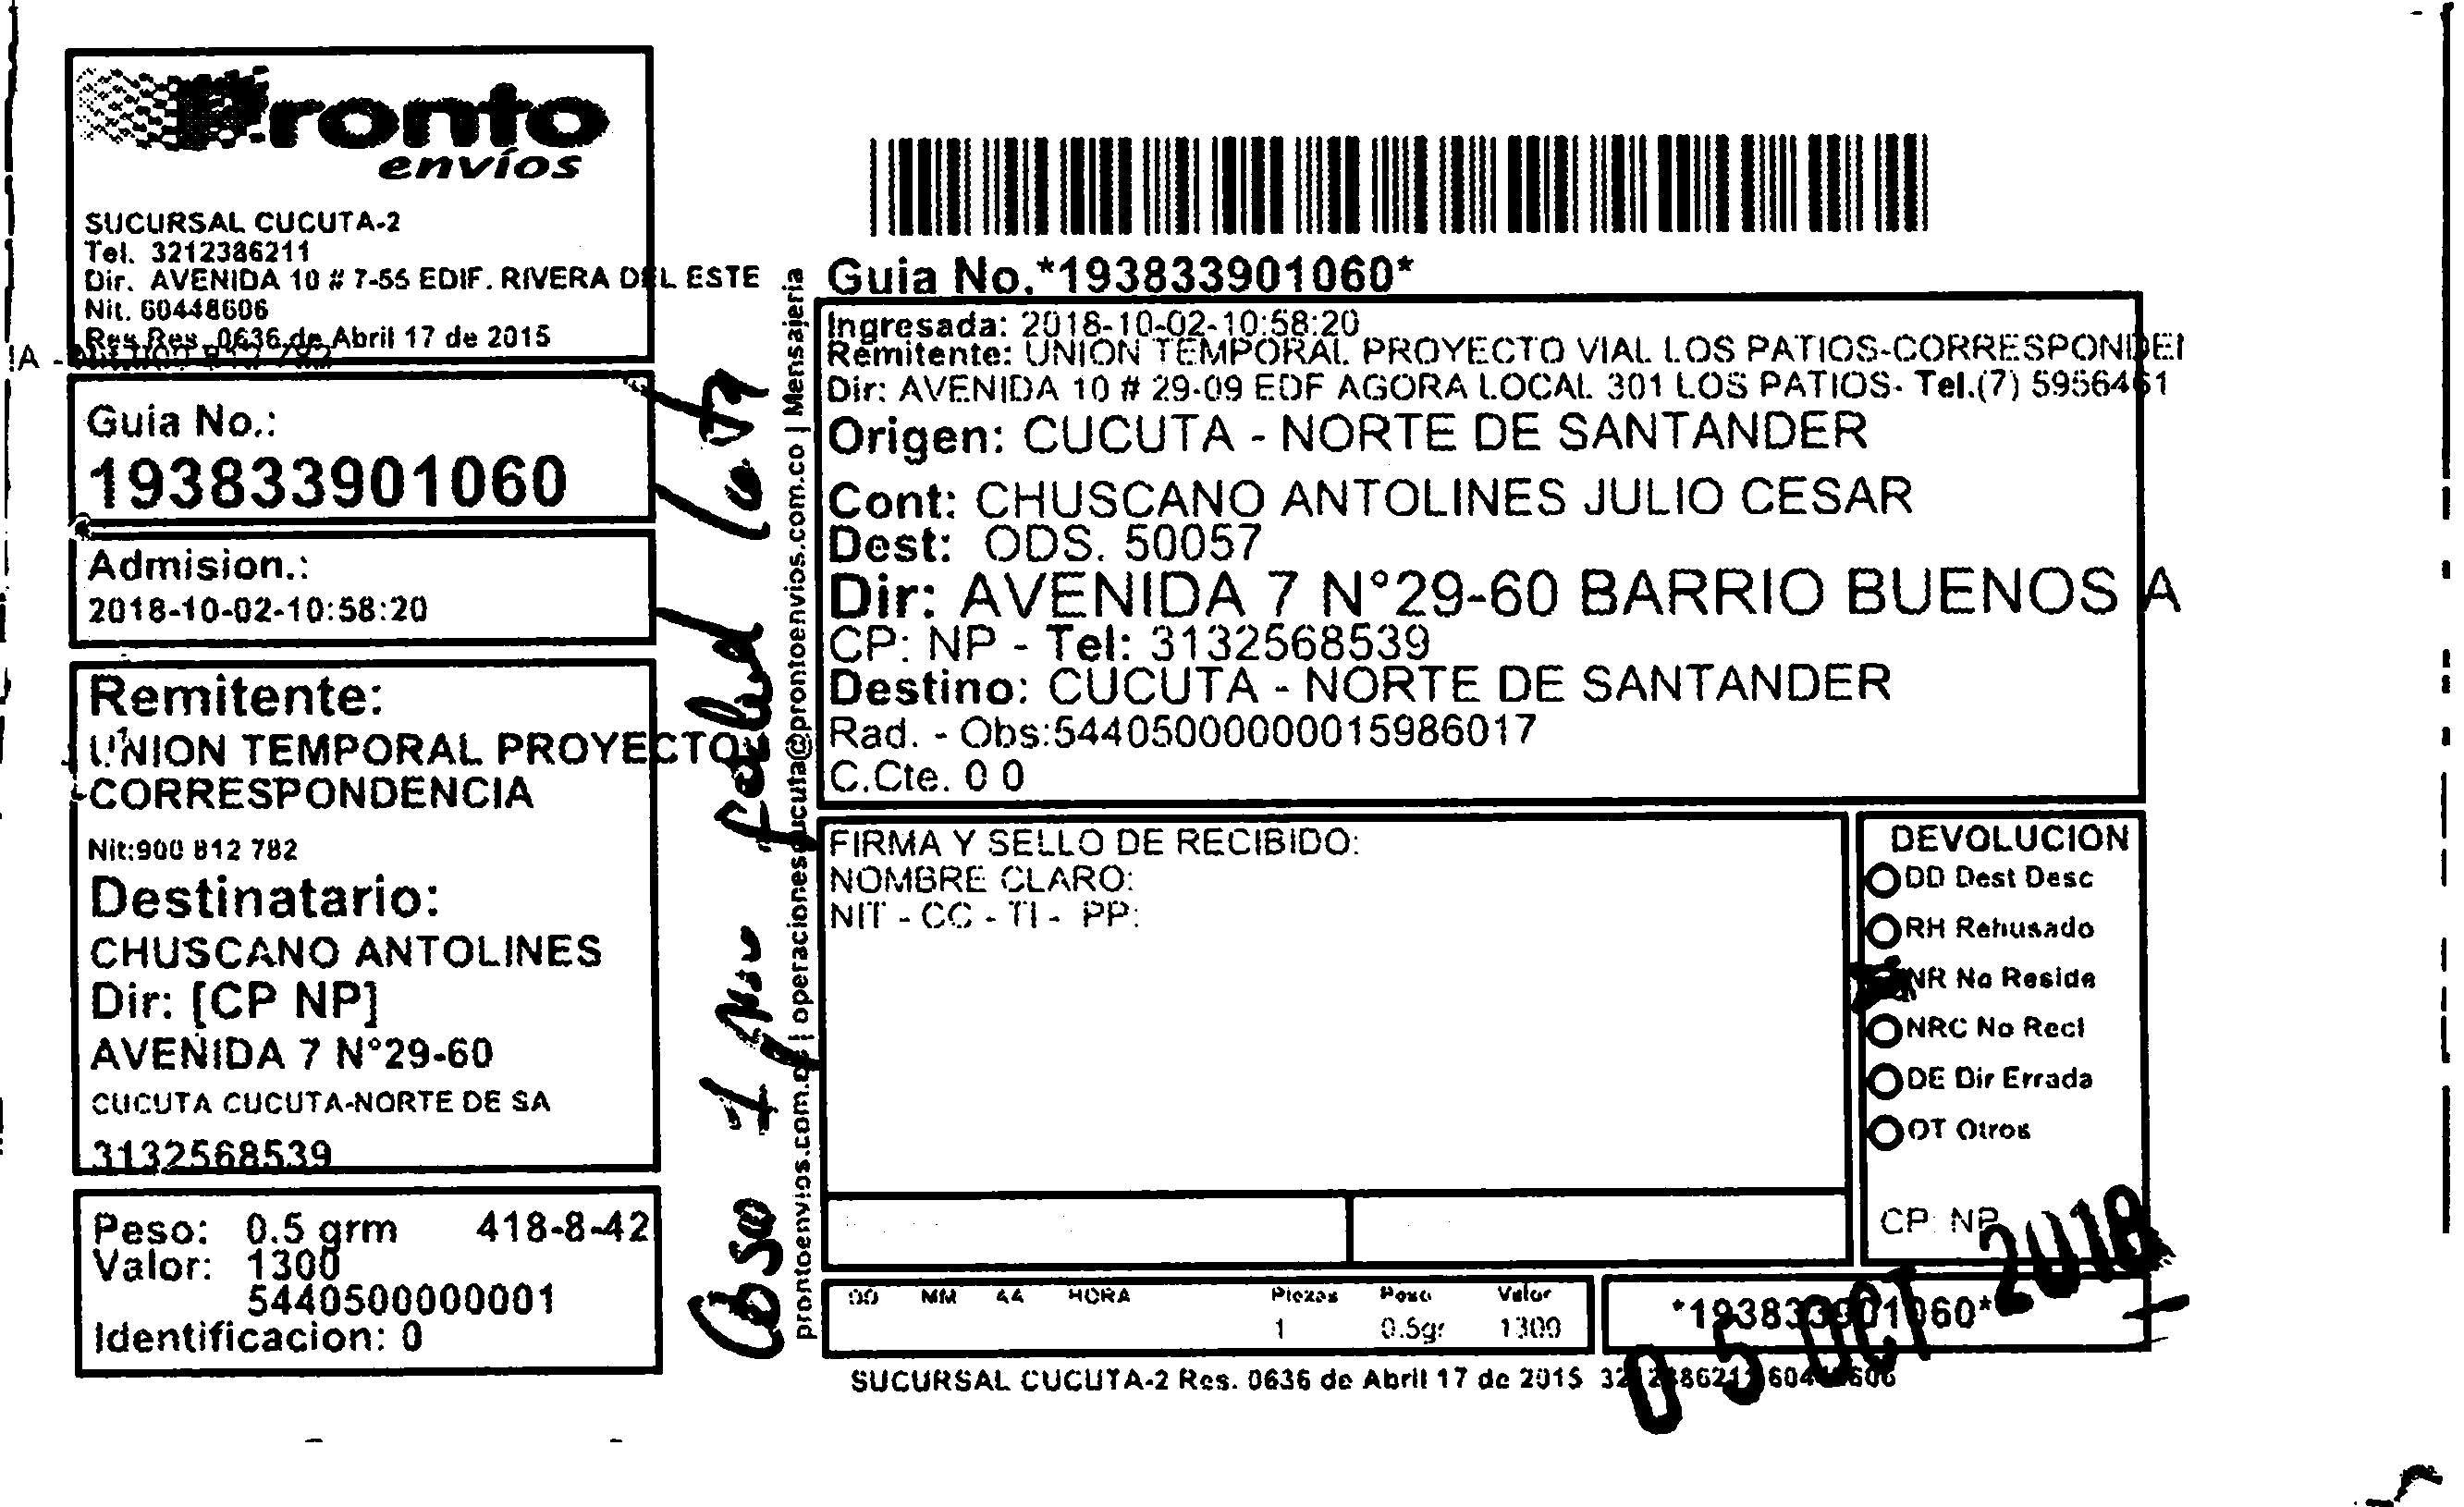 Pronto
envíos
SUCURSAL CUCUTA-2
Tel. 3212386211
Dir. AVENIDA 10 # 7-55 EDIF. RIVERA DEL ESTE
Nit. 60448606
Res Res. 0636 de Abril 17 de 2015
IA -
Guia No.:
193833901060
Admision.:
2018-10-02-10:58:20
Remitente:
UNION TEMPORAL PROYECTO
CORRESPONDENCIA
Nit:900 812 782
Destinatario:
CHUSCANO ANTOLINES
Dir: [CP NP]
AVENIDA 7 N°29-60
CUCUTA CUCUTA-NORTE DE SA
3132568539
Peso: 0.5 grm 418-8-42
Valor: 1300
5440500000001
Identificacion: 0
prontoenvios.com.co | operacionescucuta@prontoenvios.com.co | Mensajeria
Guia No.*193833901060*
Ingresada: 2018-10-02-10:58:20
Remitente: UNION TEMPORAL PROYECTO VIAL LOS PATIOS-CORRESPONDEI
Dir: AVENIDA 10 # 29-09 EDF AGORA LOCAL 301 LOS PATIOS- Tel.(7) 5956461
Origen: CUCUTA - NORTE DE SANTANDER
Cont: CHUSCANO ANTOLINES JULIO CESAR
Dest: ODS. 50057
Dir: AVENIDA 7 N°29-60 BARRIO BUENOS A
CP: NP - Tel: 3132568539
Destino: CUCUTA - NORTE DE SANTANDER
Rad. - Obs:544050000000015986017
C.Cte. 0 0
FIRMA Y SELLO DE RECIBIDO:
NOMBRE CLARO:
NIT - CC - TI - PP:
DEVOLUCION
DD Dest Desc
RH Rehusado
NR No Reside
NRC No Recl
DE Dir Errada
OT Otros
CP: NP
DD MM AA HORA Piezas Peso Valor
1 0.5gr 1300
*193833901060*
05 OCT 2018
SUCURSAL CUCUTA-2 Res. 0636 de Abril 17 de 2015 3212386211 60448606